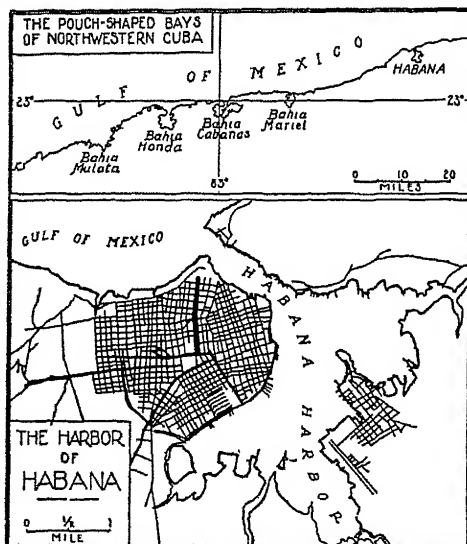 THE POUCH-SHAPED BAYS
OF NORTHWESTERN CUBA
GULF OF MEXICO
HABANA
23°
23°
Bahia
Honda
Bahia
Cabanas
Bahia
Mariel
Bahia
Mulata
83°
0 10 20
MILES
GULF OF MEXICO
HABANA HARBOR
THE HARBOR
OF
HABANA
0 1/2 1
MILE